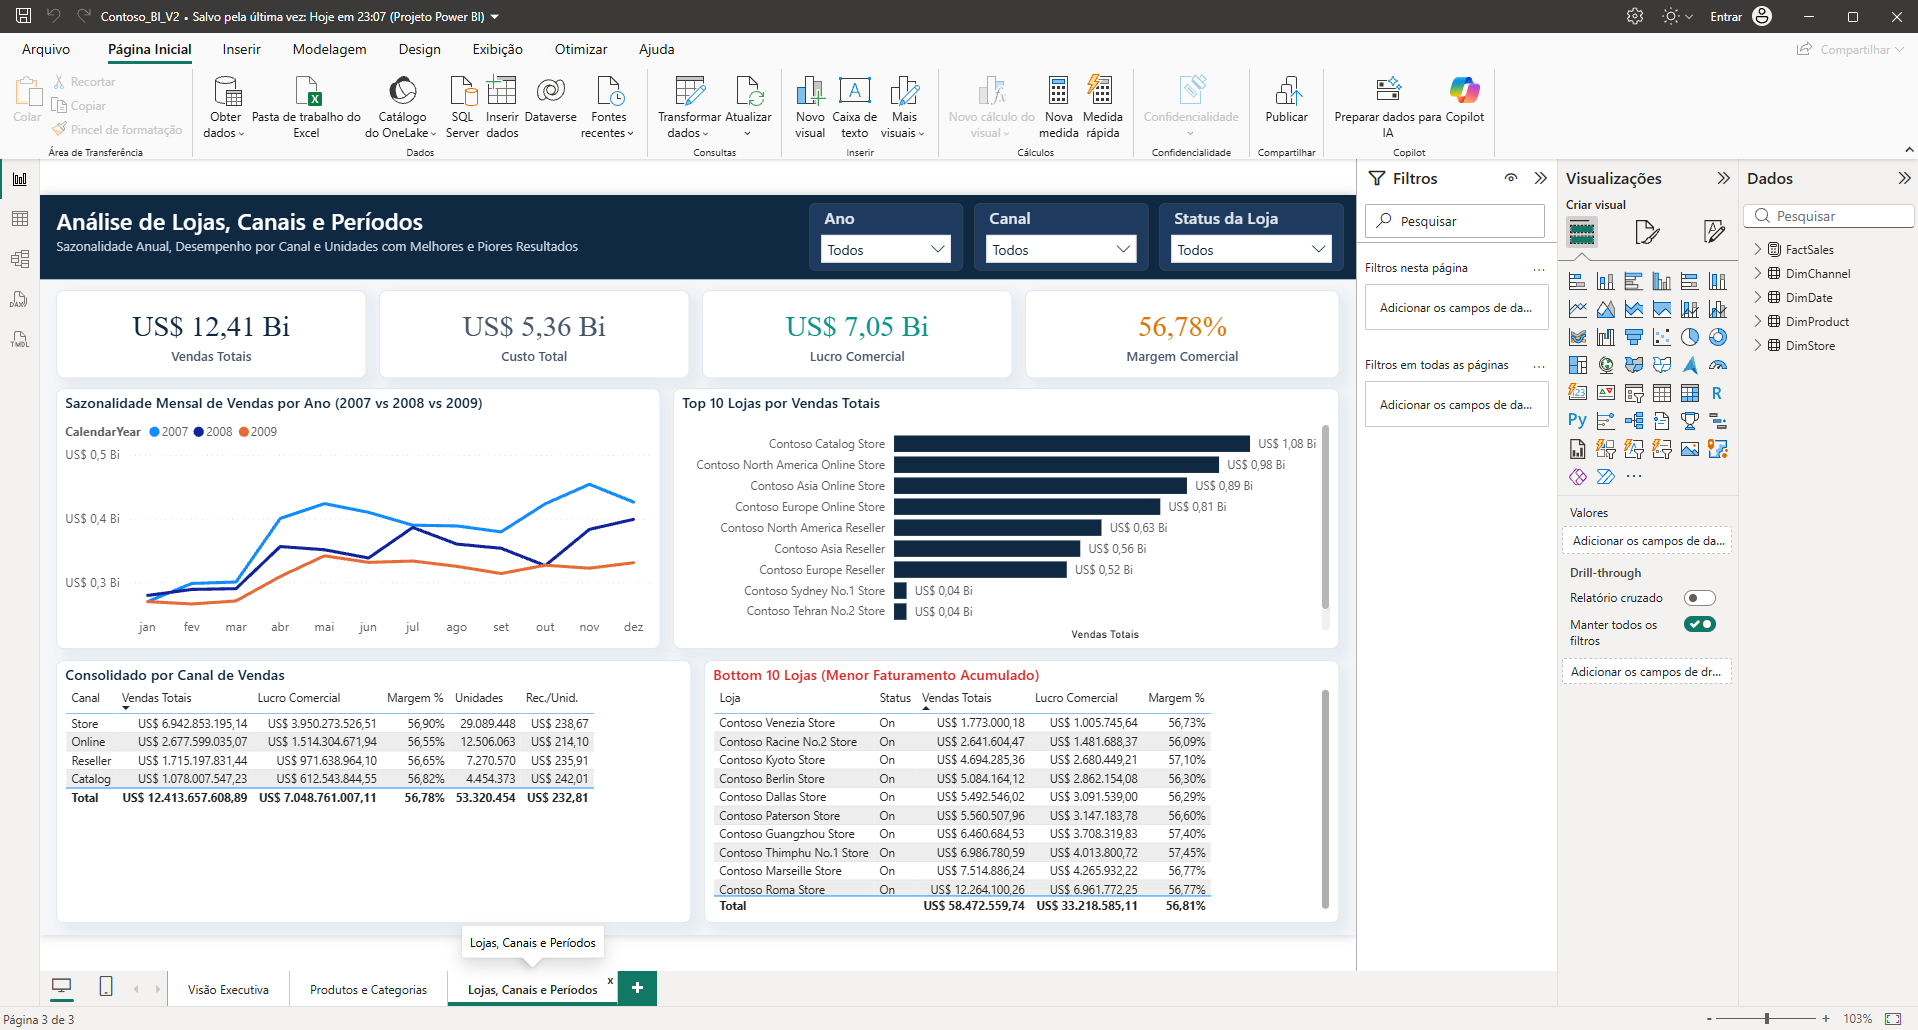 Contoso_BI_V2 • Salvo pela última vez: Hoje em 23:07 (Projeto Power BI)
Entrar
Arquivo Página Inicial Inserir Modelagem Design Exibição Otimizar Ajuda
Compartilhar
Colar
Recortar
Copiar
Pincel de formatação
Área de Transferência
Obter dados
Pasta de trabalho do Excel
Catálogo do OneLake
SQL Server
Inserir dados
Dataverse
Fontes recentes
Dados
Transformar dados
Atualizar
Consultas
Novo visual
Caixa de texto
Mais visuais
Inserir
Novo cálculo do visual
Nova medida
Medida rápida
Cálculos
Confidencialidade
Confidencialidade
Publicar
Compartilhar
Preparar dados para IA
Copilot
Copilot
DAX
TMDL
Análise de Lojas, Canais e Períodos
Sazonalidade Anual, Desempenho por Canal e Unidades com Melhores e Piores Resultados
Ano
Todos
Canal
Todos
Status da Loja
Todos
US$ 12,41 Bi
Vendas Totais
US$ 5,36 Bi
Custo Total
US$ 7,05 Bi
Lucro Comercial
56,78%
Margem Comercial
Sazonalidade Mensal de Vendas por Ano (2007 vs 2008 vs 2009)
CalendarYear 2007 2008 2009
US$ 0,5 Bi
US$ 0,4 Bi
US$ 0,3 Bi
jan fev mar abr mai jun jul ago set out nov dez
Top 10 Lojas por Vendas Totais
Contoso Catalog Store US$ 1,08 Bi
Contoso North America Online Store US$ 0,98 Bi
Contoso Asia Online Store US$ 0,89 Bi
Contoso Europe Online Store US$ 0,81 Bi
Contoso North America Reseller US$ 0,63 Bi
Contoso Asia Reseller US$ 0,56 Bi
Contoso Europe Reseller US$ 0,52 Bi
Contoso Sydney No.1 Store US$ 0,04 Bi
Contoso Tehran No.2 Store US$ 0,04 Bi
Vendas Totais
Consolidado por Canal de Vendas
Canal Vendas Totais Lucro Comercial Margem % Unidades Rec./Unid.
Store US$ 6.942.853.195,14 US$ 3.950.273.526,51 56,90% 29.089.448 US$ 238,67
Online US$ 2.677.599.035,07 US$ 1.514.304.671,94 56,55% 12.506.063 US$ 214,10
Reseller US$ 1.715.197.831,44 US$ 971.638.964,10 56,65% 7.270.570 US$ 235,91
Catalog US$ 1.078.007.547,23 US$ 612.543.844,55 56,82% 4.454.373 US$ 242,01
Total US$ 12.413.657.608,89 US$ 7.048.761.007,11 56,78% 53.320.454 US$ 232,81
Bottom 10 Lojas (Menor Faturamento Acumulado)
Loja Status Vendas Totais Lucro Comercial Margem %
Contoso Venezia Store On US$ 1.773.000,18 US$ 1.005.745,64 56,73%
Contoso Racine No.2 Store On US$ 2.641.604,47 US$ 1.481.688,37 56,09%
Contoso Kyoto Store On US$ 4.694.285,36 US$ 2.680.449,21 57,10%
Contoso Berlin Store On US$ 5.084.164,12 US$ 2.862.154,08 56,30%
Contoso Dallas Store On US$ 5.492.546,02 US$ 3.091.539,00 56,29%
Contoso Paterson Store On US$ 5.560.507,96 US$ 3.147.183,78 56,60%
Contoso Guangzhou Store On US$ 6.460.684,53 US$ 3.708.319,83 57,40%
Contoso Thimphu No.1 Store On US$ 6.986.780,59 US$ 4.013.800,72 57,45%
Contoso Marseille Store On US$ 7.514.886,24 US$ 4.265.932,22 56,77%
Contoso Roma Store On US$ 12.264.100,26 US$ 6.961.772,25 56,77%
Total US$ 58.472.559,74 US$ 33.218.585,11 56,81%
Lojas, Canais e Períodos
Visão Executiva
Produtos e Categorias
Lojas, Canais e Períodos
x
+
Página 3 de 3
- + 103%
Filtros
Pesquisar
Filtros nesta página ...
Adicionar os campos de da...
Filtros em todas as páginas ...
Adicionar os campos de da...
Visualizações
Criar visual
123
R
Py
...
Valores
Adicionar os campos de da...
Drill-through
Relatório cruzado
Manter todos os filtros
Adicionar os campos de dr...
Dados
Pesquisar
FactSales
DimChannel
DimDate
DimProduct
DimStore